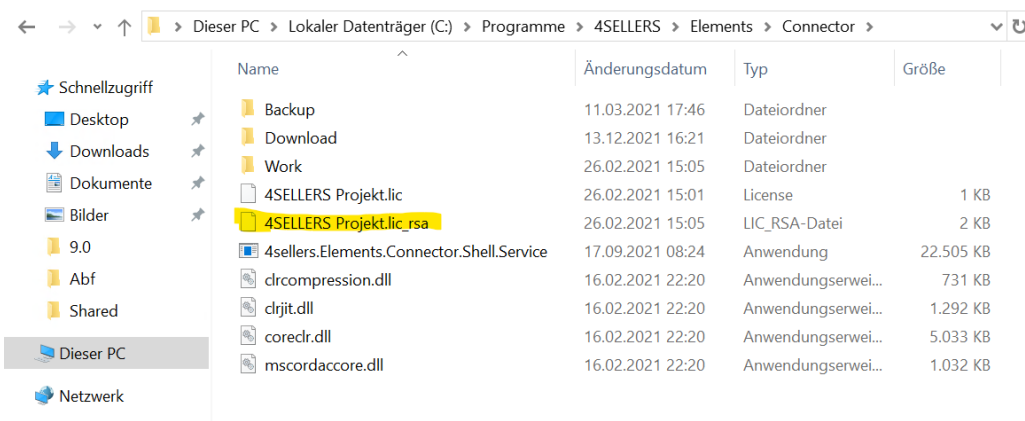 Dieser PC > Lokaler Datenträger (C:) > Programme > 4SELLERS > Elements > Connector >
Schnellzugriff
Desktop
Downloads
Dokumente
Bilder
9.0
Abf
Shared
Dieser PC
Netzwerk
Name Änderungsdatum Typ Größe
Backup 11.03.2021 17:46 Dateiordner
Download 13.12.2021 16:21 Dateiordner
Work 26.02.2021 15:05 Dateiordner
4SELLERS Projekt.lic 26.02.2021 15:01 License 1 KB
4SELLERS Projekt.lic_rsa 26.02.2021 15:05 LIC_RSA-Datei 2 KB
4sellers.Elements.Connector.Shell.Service 17.09.2021 08:24 Anwendung 22.505 KB
clrcompression.dll 16.02.2021 22:20 Anwendungserwei... 731 KB
clrjit.dll 16.02.2021 22:20 Anwendungserwei... 1.292 KB
coreclr.dll 16.02.2021 22:20 Anwendungserwei... 5.033 KB
mscordaccore.dll 16.02.2021 22:20 Anwendungserwei... 1.032 KB